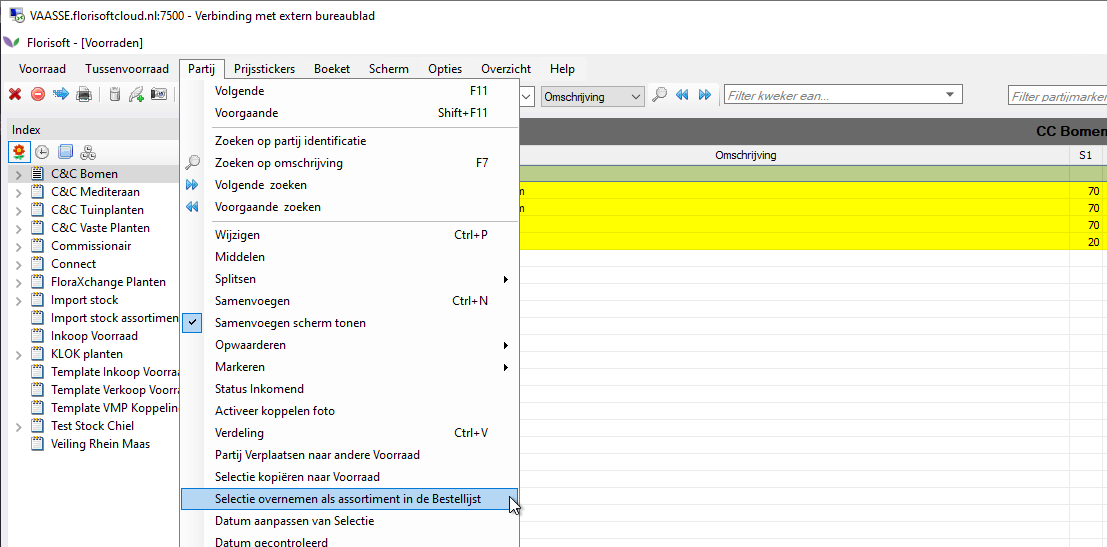 VAASSE.florisoftcloud.nl:7500 - Verbinding met extern bureaublad
Florisoft - [Voorraden]
Voorraad Tussenvoorraad Partij Prijsstickers Boeket Scherm Opties Overzicht Help
Omschrijving Filter kweker ean... Filter partijmarker
Index
CC Bomen
Omschrijving S1
C&C Bomen
C&C Mediteraan
C&C Tuinplanten
C&C Vaste Planten
Commissionair
Connect
FloraXchange Planten
Import stock
Import stock assortimen
Inkoop Voorraad
KLOK planten
Template Inkoop Voorra
Template Verkoop Voorra
Template VMP Koppelin
Test Stock Chiel
Veiling Rhein Maas
Volgende F11
Voorgaande Shift+F11
Zoeken op partij identificatie
Zoeken op omschrijving F7
Volgende zoeken
Voorgaande zoeken
Wijzigen Ctrl+P
Middelen
Splitsen
Samenvoegen Ctrl+N
Samenvoegen scherm tonen
Opwaarderen
Markeren
Status Inkomend
Activeer koppelen foto
Verdeling Ctrl+V
Partij Verplaatsen naar andere Voorraad
Selectie kopiëren naar Voorraad
Selectie overnemen als assortiment in de Bestellijst
Datum aanpassen van Selectie
Datum gecontroleerd
m 70
m 70
70
20